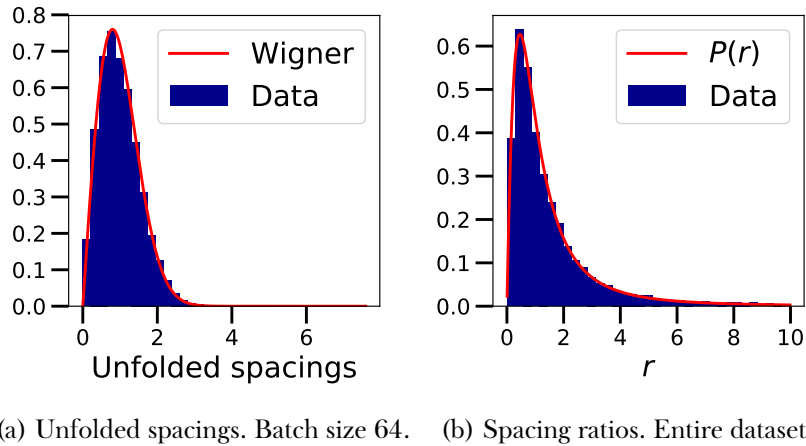 0.8
0.7
0.6
0.5
0.4
0.3
0.2
0.1
0.0
0 2 4 6
Unfolded spacings
Wigner
Data
0.6
0.5
0.4
0.3
0.2
0.1
0.0
0 2 4 6 8 10
r
P(r)
Data
(a) Unfolded spacings. Batch size 64.
(b) Spacing ratios. Entire dataset